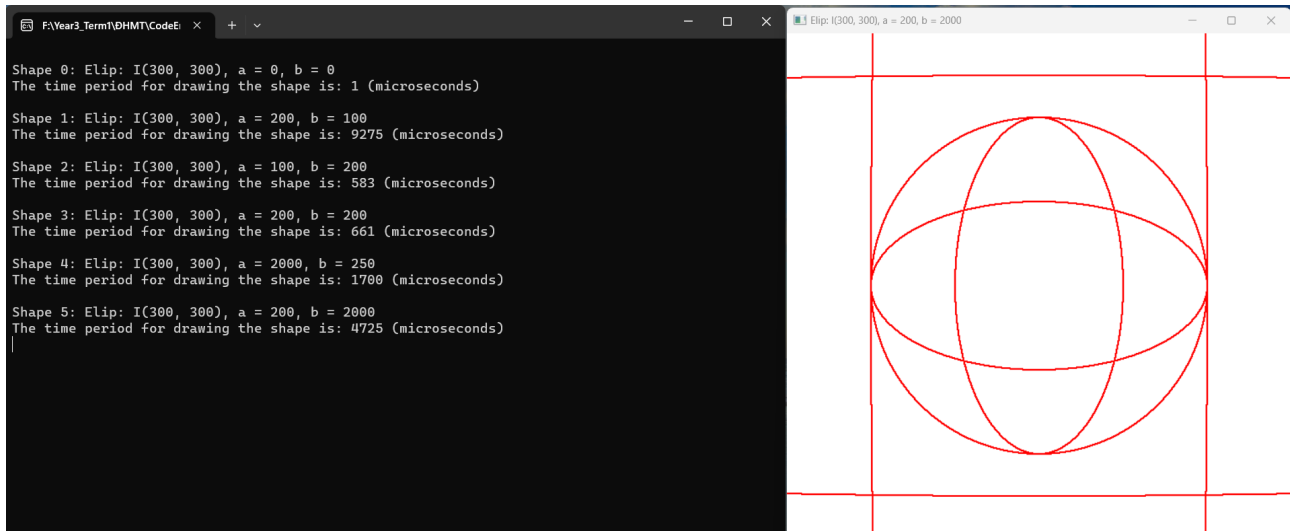 F:\Year3_Term1\ĐHMT\CodeE
Shape 0: Elip: I(300, 300), a = 0, b = 0
The time period for drawing the shape is: 1 (microseconds)
Shape 1: Elip: I(300, 300), a = 200, b = 100
The time period for drawing the shape is: 9275 (microseconds)
Shape 2: Elip: I(300, 300), a = 100, b = 200
The time period for drawing the shape is: 583 (microseconds)
Shape 3: Elip: I(300, 300), a = 200, b = 200
The time period for drawing the shape is: 661 (microseconds)
Shape 4: Elip: I(300, 300), a = 2000, b = 250
The time period for drawing the shape is: 1700 (microseconds)
Shape 5: Elip: I(300, 300), a = 200, b = 2000
The time period for drawing the shape is: 4725 (microseconds)
Elip: I(300, 300), a = 200, b = 2000